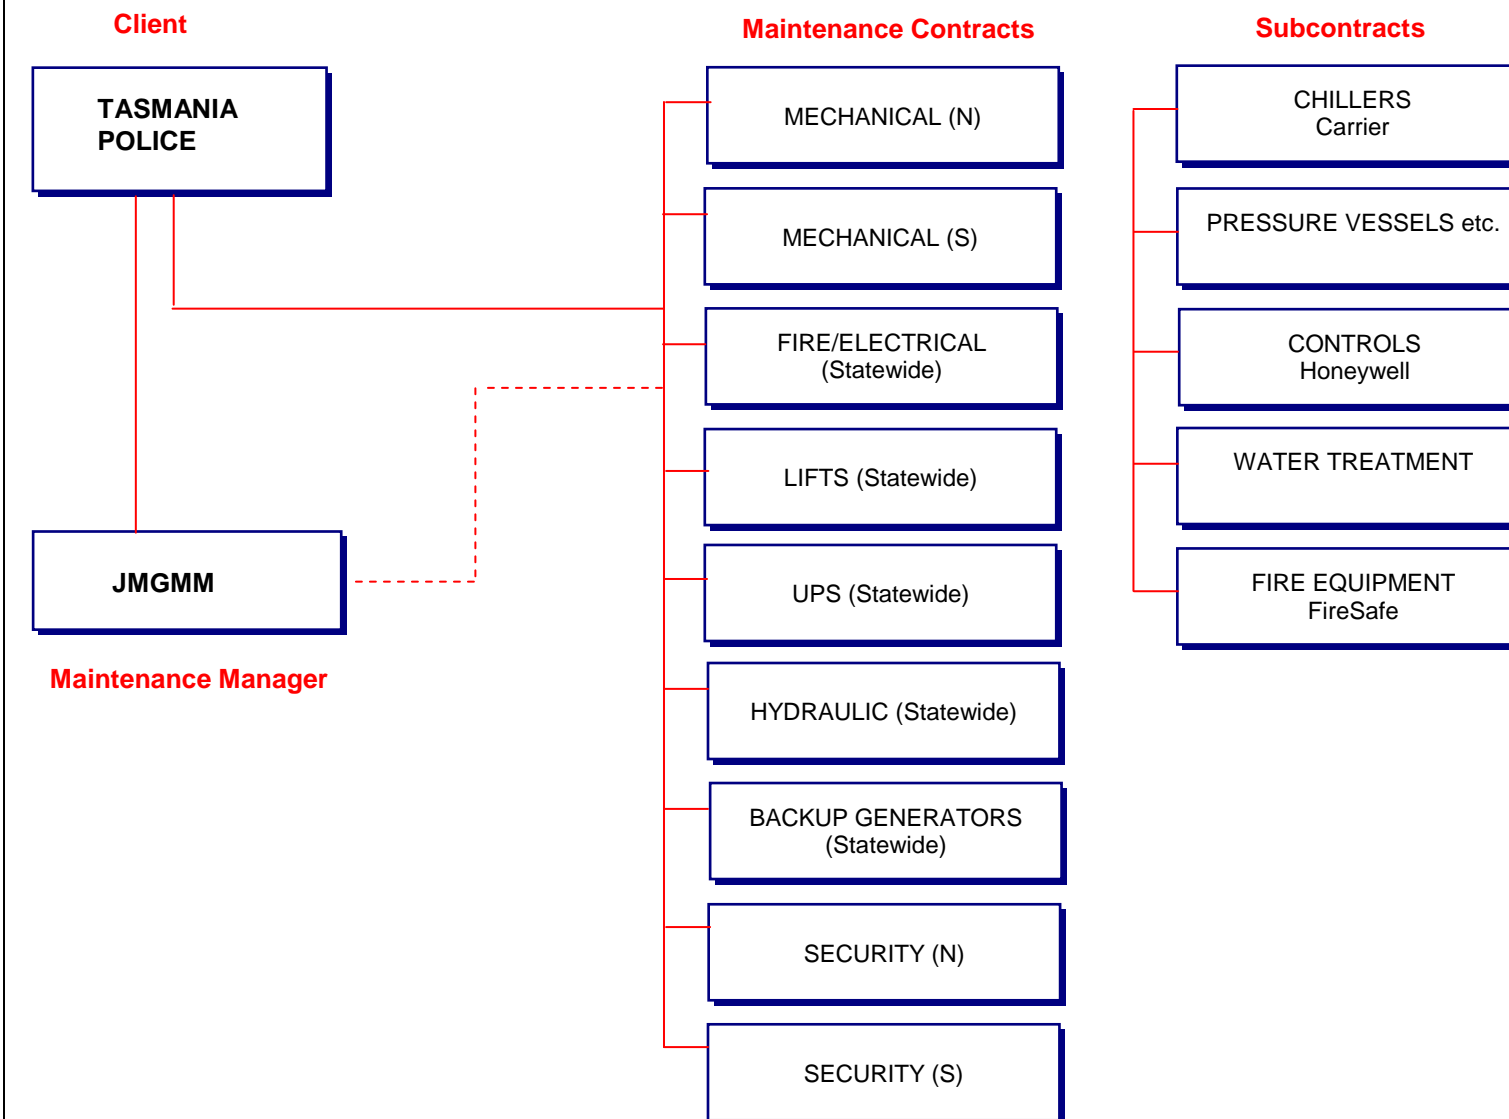 Client
TASMANIA
POLICE
JMGMM
Maintenance Manager
Maintenance Contracts
MECHANICAL (N)
MECHANICAL (S)
FIRE/ELECTRICAL
(Statewide)
LIFTS (Statewide)
UPS (Statewide)
HYDRAULIC (Statewide)
BACKUP GENERATORS
(Statewide)
SECURITY (N)
SECURITY (S)
Subcontracts
CHILLERS
Carrier
PRESSURE VESSELS etc.
CONTROLS
Honeywell
WATER TREATMENT
FIRE EQUIPMENT
FireSafe